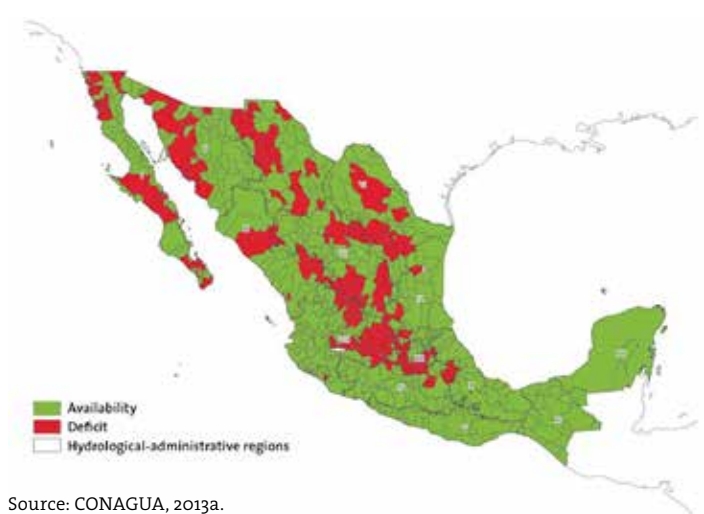 Availability
Deficit
Hydrological-administrative regions
Source: CONAGUA, 2013a.